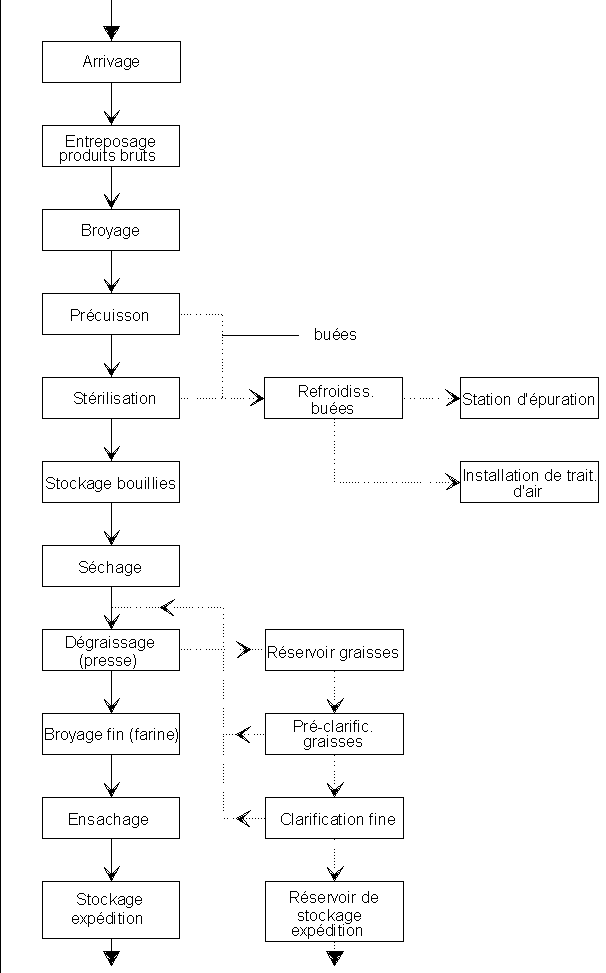 Arrivage
Entreposage
produits bruts
Broyage
Précuisson
buées
Stérilisation
Refroidiss.
buées
Station d'épuration
Stockage bouillies
Installation de trait.
d'air
Séchage
Dégraissage
(presse)
Réservoir graisses
Broyage fin (farine)
Pré-clarific.
graisses
Ensachage
Clarification fine
Stockage
expédition
Réservoir de
stockage
expédition